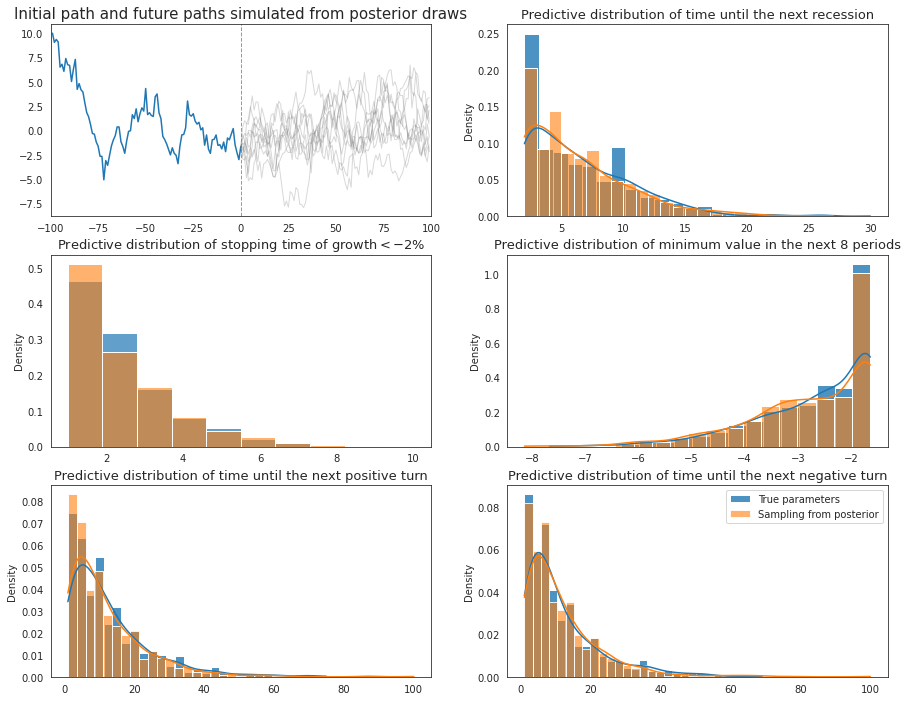 Initial path and future paths simulated from posterior draws
10.0
7.5
5.0
2.5
0.0
−2.5
−5.0
−7.5
−100 −75 −50 −25 0 25 50 75 100
Predictive distribution of time until the next recession
Density
0.25
0.20
0.15
0.10
0.05
0.00
5 10 15 20 25 30
Predictive distribution of stopping time of growth < −2%
Density
0.5
0.4
0.3
0.2
0.1
0.0
2 4 6 8 10
Predictive distribution of minimum value in the next 8 periods
Density
1.0
0.8
0.6
0.4
0.2
0.0
−8 −7 −6 −5 −4 −3 −2
Predictive distribution of time until the next positive turn
Density
0.08
0.07
0.06
0.05
0.04
0.03
0.02
0.01
0.00
0 20 40 60 80 100
Predictive distribution of time until the next negative turn
True parameters
Sampling from posterior
Density
0.08
0.06
0.04
0.02
0.00
0 20 40 60 80 100